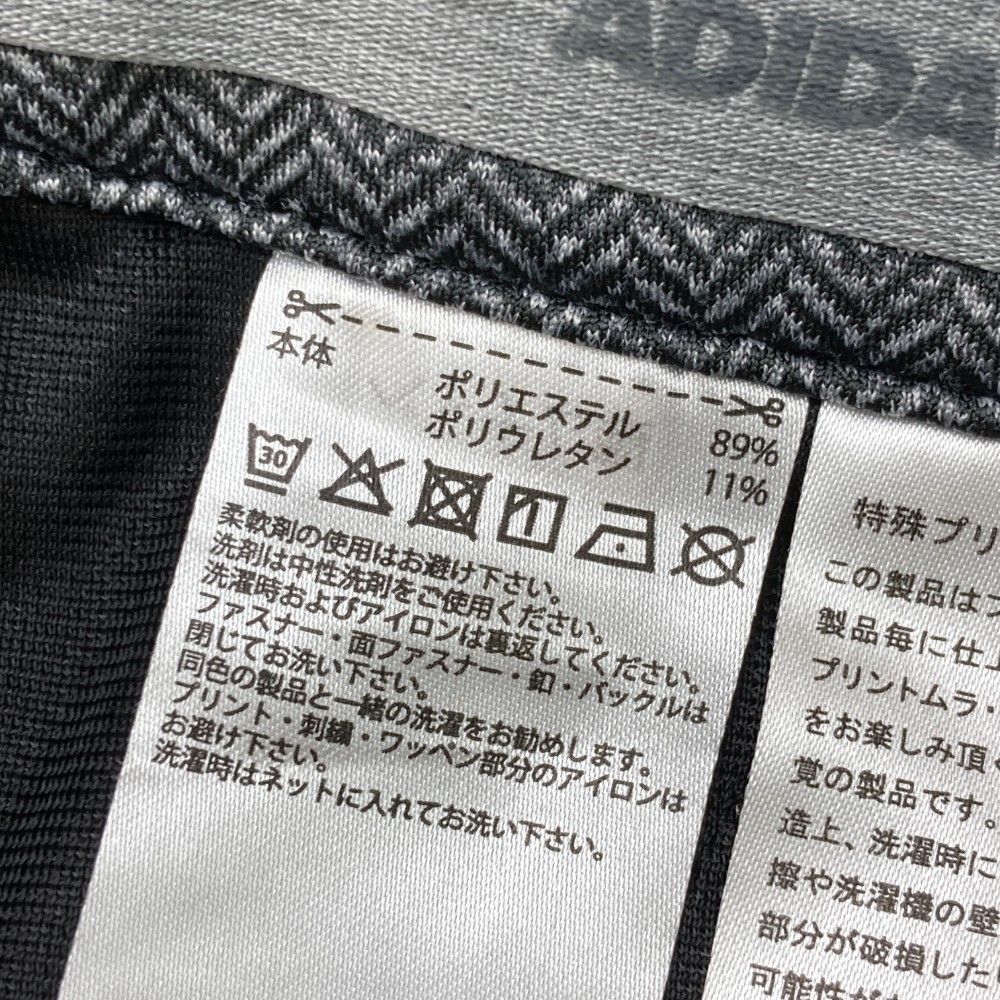 ADIDA
本体
ポリエステル 89%
ポリウレタン 11%
30
柔軟剤の使用はお避け下さい。
洗剤は中性洗剤をご使用ください。
洗濯時およびアイロンは裏返してください。
ファスナー・面ファスナー・釦・バックルは
閉じてお洗い下さい。
同色の製品と一緒の洗濯をお勧めします。
プリント・刺繍・ワッペン部分のアイロンは
お避け下さい。
洗濯時はネットに入れてお洗い下さい。
特殊プリ
この製品は
製品毎に仕上
プリントムラ・
をお楽しみ頂く
覚の製品です。
造上、洗濯時に
擦や洗濯機の壁
部分が破損した
可能性が